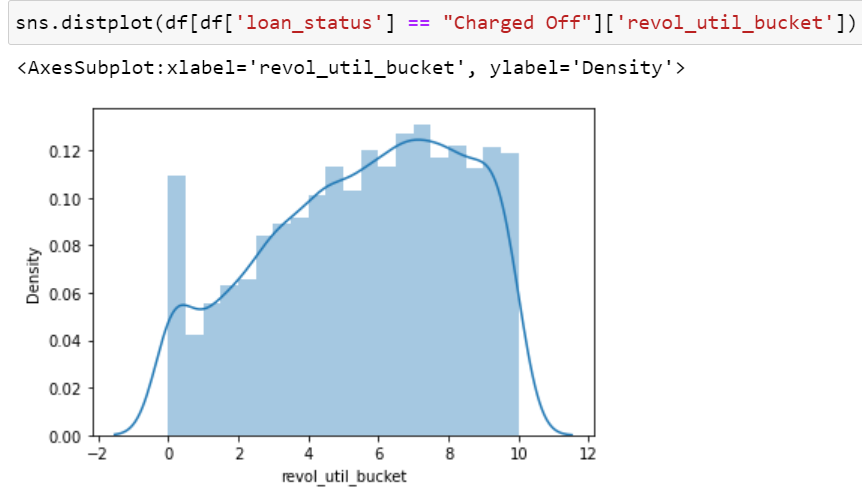 sns.distplot(df[df['loan_status'] == "Charged Off"]['revol_util_bucket'])
<AxesSubplot:xlabel='revol_util_bucket', ylabel='Density'>
0.12
0.10
0.08
0.06
0.04
0.02
0.00
Density
−2 0 2 4 6 8 10 12
revol_util_bucket